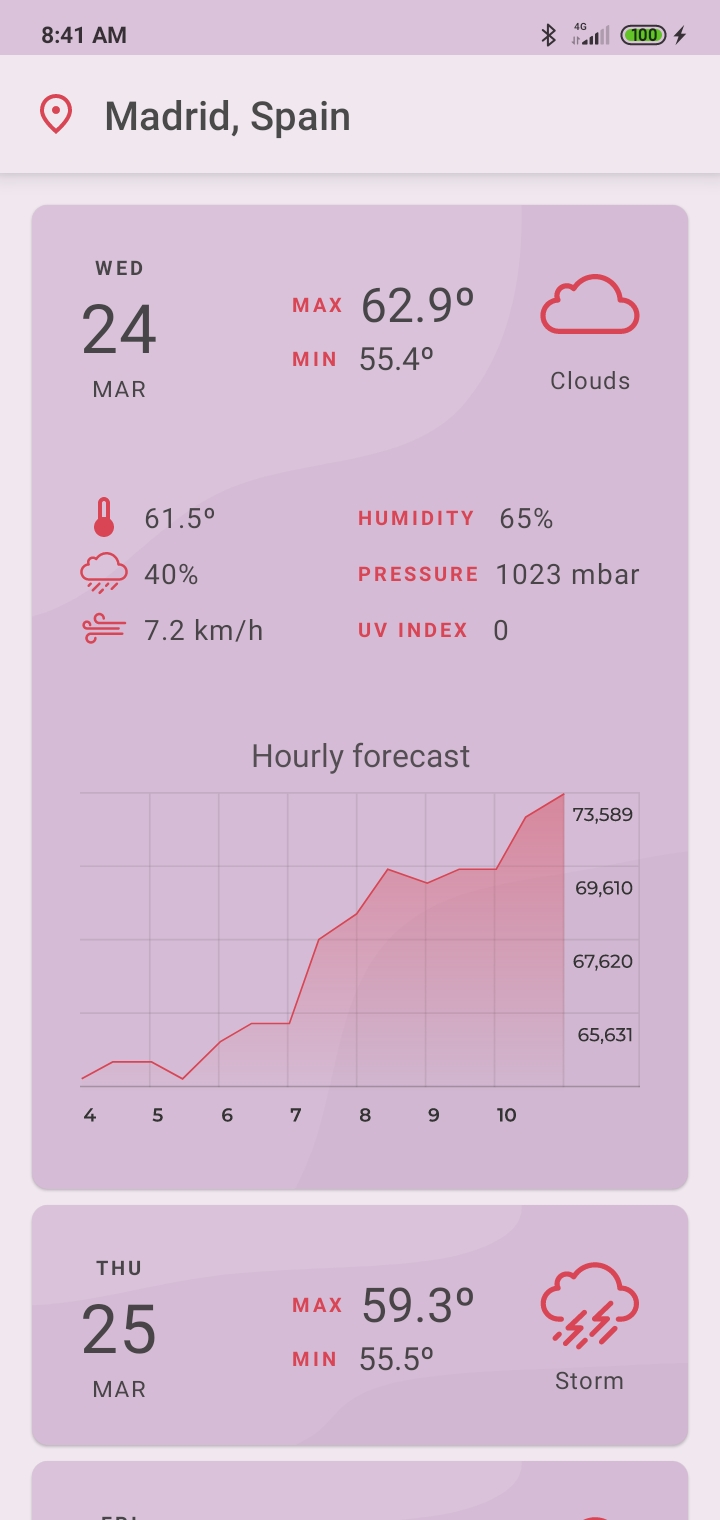 8:41 AM 4G 100
Madrid, Spain
WED
24
MAR
MAX 62.9º
MIN 55.4º
Clouds
61.5º HUMIDITY 65%
40% PRESSURE 1023 mbar
7.2 km/h UV INDEX 0
Hourly forecast
73,589
69,610
67,620
65,631
4 5 6 7 8 9 10
THU
25
MAR
MAX 59.3º
MIN 55.5º
Storm